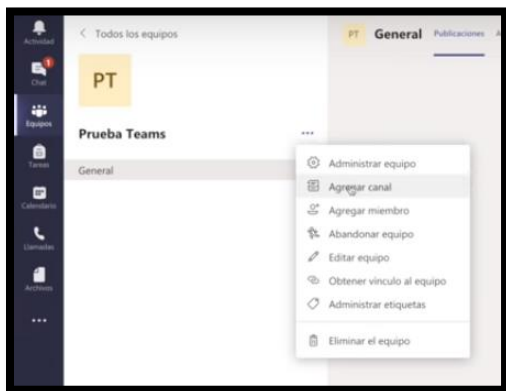 Actividad
1
Chat
Equipos
Tareas
Calendario
Llamadas
Archivos
< Todos los equipos
PT
Prueba Teams
General
PT General Publicaciones
Administrar equipo
Agregar canal
Agregar miembro
Abandonar equipo
Editar equipo
Obtener vínculo al equipo
Administrar etiquetas
Eliminar el equipo